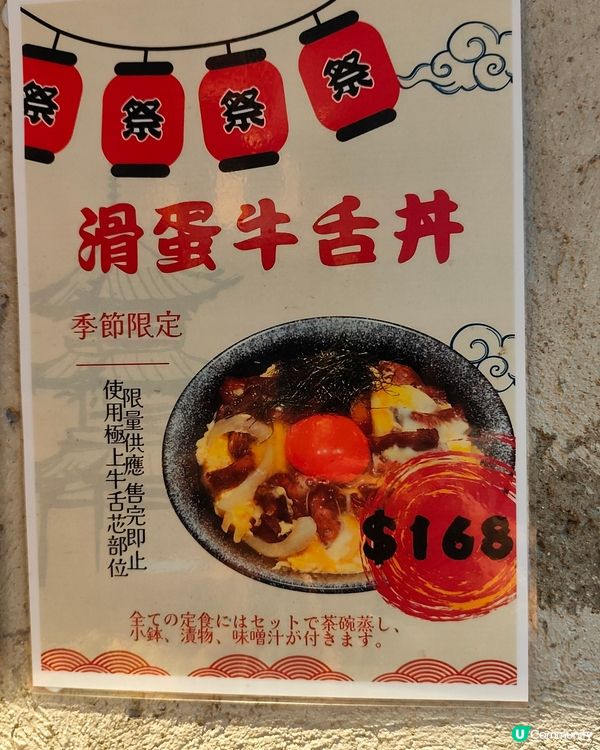 祭 祭 祭 祭
滑蛋牛舌丼
季節限定
限量供應 售完即止
使用極上牛舌芯部位
$168
全ての定食にはセットで茶碗蒸し、
小鉢、漬物、味噌汁が付きます。
U Community